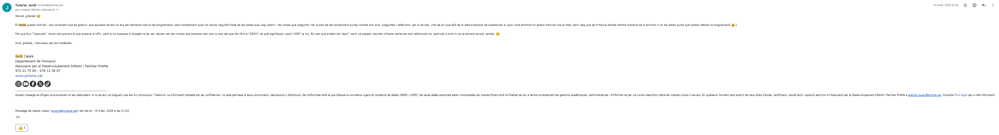 J
Tutoria: Jordi <tutoria@prisma.cat>
15 d'abr. 2025 23:46
per a Isabel, Meriem, Secretaria
Genial, gràcies! 😊
El tastet queda molt bé, i sóc conscient que és gratuït i que aquesta revisió no era per demanar canvis de programació, però simplement quan ho reviso vaig fent llista de les coses que vaig veient. I les coses que pregunto i tal (a part de les correccions pures) només són això, preguntes i reflexions, per si de cas. (He de dir que allò de la idea d'opcions de qüestionari sí que volia eliminar-ho abans d'enviar-vos el mail, però veig que se m'haurà oblidat mentre dubtava de si eliminar o no els altres punts que podien afectar la programació 😅.)
Pel que fa a "Cescude", havia vist que era el que posava la URL, però si ho busques a Google no és res, devien ser les inicials que posaven ells com a codi del que fos (fins a "CESC" sé què signifiquen, però "UDE" ja no). És cert que evitem els "aquí", se'm va passar, hauríem d'haver parlat de com reformular-ho, però per a això hi ha la darrera revisió, també. 🙂
Això, gràcies, i disculpeu per les molèsties,
Jordi Català
Departament de Formació
Associació per al Desenvolupament Infantil i Familiar PrisMa
972 21 75 65 - 678 12 36 87
www.prisma.cat
Aquest missatge es dirigeix exclusivament al seu destinatari; si no és així, et preguem que ens ho comuniquis i l'esborris. La informació tractada pot ser confidencial i no està permesa la seva comunicació, reproducció o distribució. De conformitat amb el que disposa la normativa vigent en protecció de dades (RGPD i LOPD), les teves dades personals estan incorporades als nostres fitxers amb la finalitat de dur a terme correctament les gestions acadèmiques i administratives i d'informar-te per via correu electrònic sobre els nostres cursos o serveis. En qualsevol moment pots exercir els teus drets d'accés, rectificació, cancel·lació i oposició escrivint a l'Associació per al Desenvolupament Infantil i Familiar PrisMa a atencio.usuari@prisma.cat. Consulta l'Avís legal per a més informació.
Missatge de Isabel López <suport@prisma.cat> del dia dt., 15 d'abr. 2025 a les 21:03:
👍 1